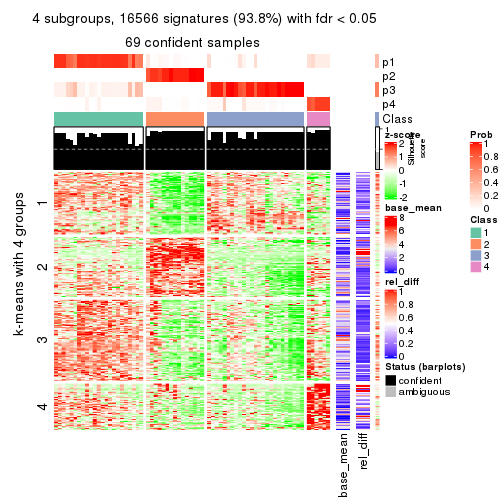 4 subgroups, 16566 signatures (93.8%) with fdr < 0.05
69 confident samples
p1
p2
p3
p4
Class
1
Silhouette
score
k-means with 4 groups
1
2
3
4
base_mean
rel_diff
z-score
2
1
0
-1
-2
base_mean
8
6
4
2
0
rel_diff
1
0.8
0.6
0.4
0.2
0
Status (barplots)
confident
ambiguous
Prob
1
0.8
0.6
0.4
0.2
0
Class
1
2
3
4